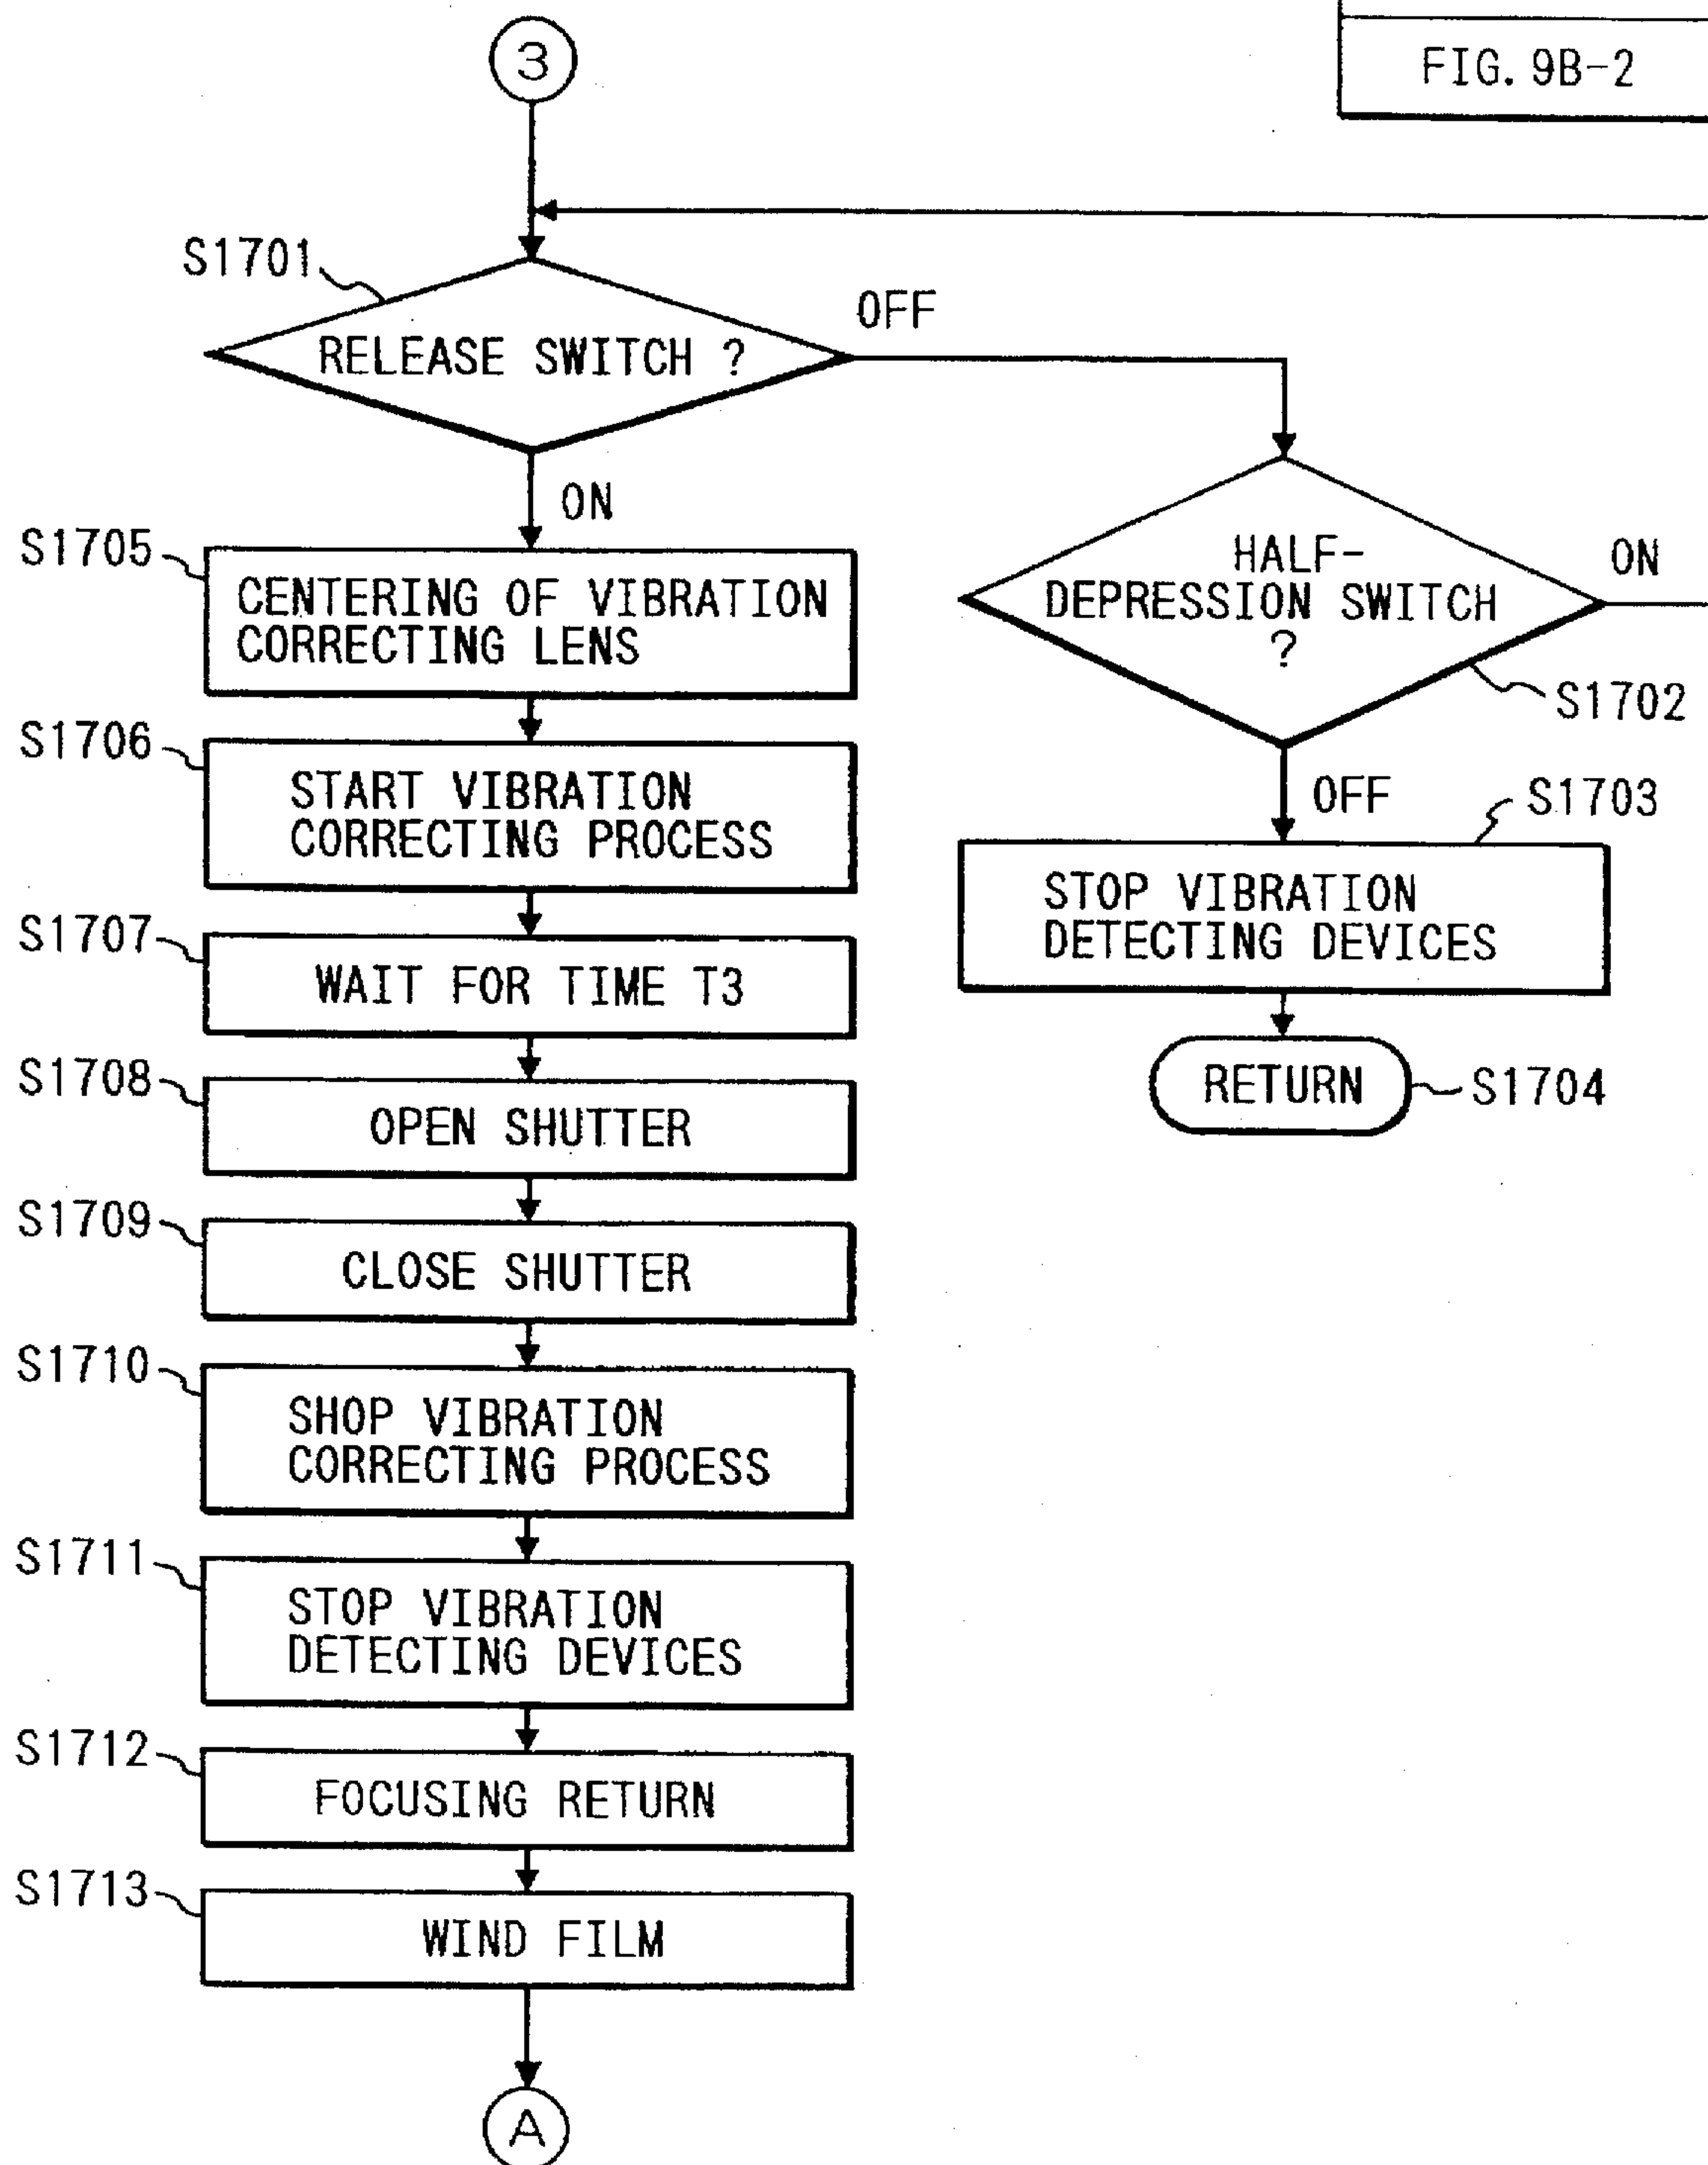 3
FIG. 9B-2
S1701
RELEASE SWITCH ?
OFF
ON
S1705
CENTERING OF VIBRATION
CORRECTING LENS
HALF-
DEPRESSION SWITCH
?
ON
S1702
OFF
S1703
STOP VIBRATION
DETECTING DEVICES
RETURN
S1704
S1706
START VIBRATION
CORRECTING PROCESS
S1707
WAIT FOR TIME T3
S1708
OPEN SHUTTER
S1709
CLOSE SHUTTER
S1710
SHOP VIBRATION
CORRECTING PROCESS
S1711
STOP VIBRATION
DETECTING DEVICES
S1712
FOCUSING RETURN
S1713
WIND FILM
A